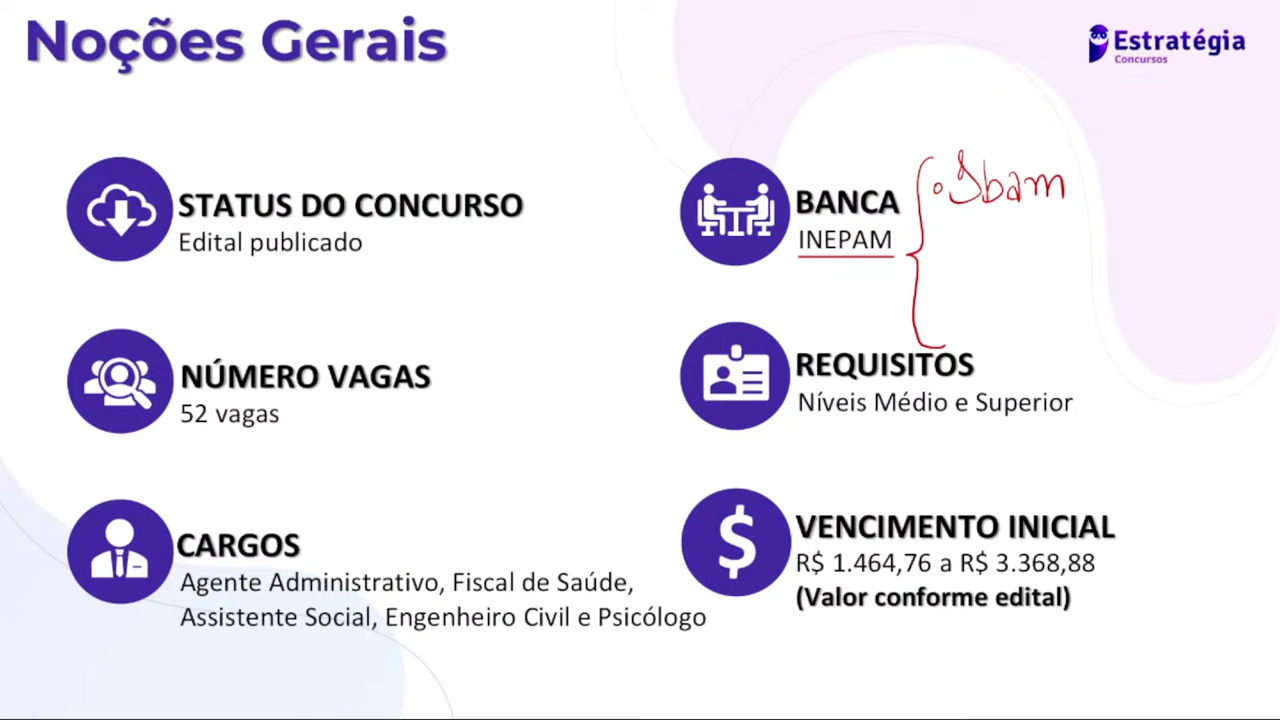 Noções Gerais
Estratégia
Concursos
STATUS DO CONCURSO
Edital publicado
BANCA
INEPAM
Ibam
NÚMERO VAGAS
52 vagas
REQUISITOS
Níveis Médio e Superior
CARGOS
Agente Administrativo, Fiscal de Saúde,
Assistente Social, Engenheiro Civil e Psicólogo
VENCIMENTO INICIAL
R$ 1.464,76 a R$ 3.368,88
(Valor conforme edital)